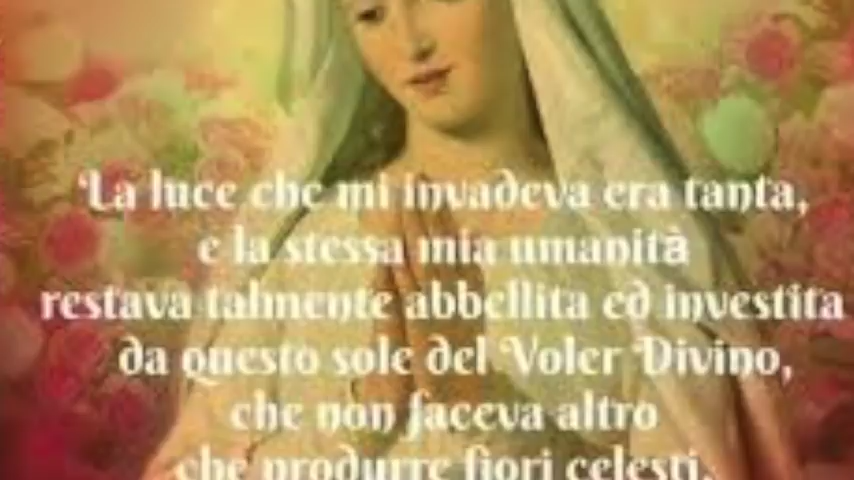 La luce che mi invadeva era tanta,
e la stessa mia umanità
restava talmente abbellita ed investita
da questo sole del Voler Divino,
che non faceva altro
che produrre fiori celesti.